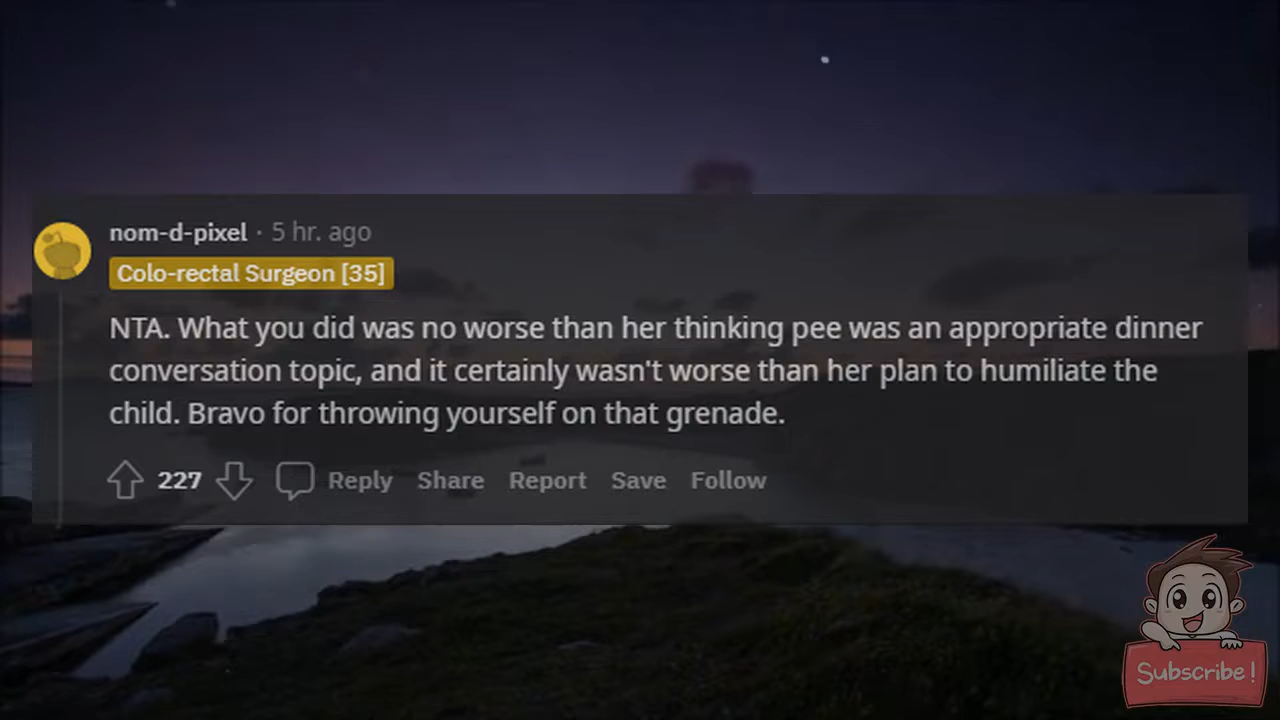 nom-d-pixel · 5 hr. ago
Colo-rectal Surgeon [35]
NTA. What you did was no worse than her thinking pee was an appropriate dinner
conversation topic, and it certainly wasn't worse than her plan to humiliate the
child. Bravo for throwing yourself on that grenade.
227 Reply Share Report Save Follow
Subscribe!